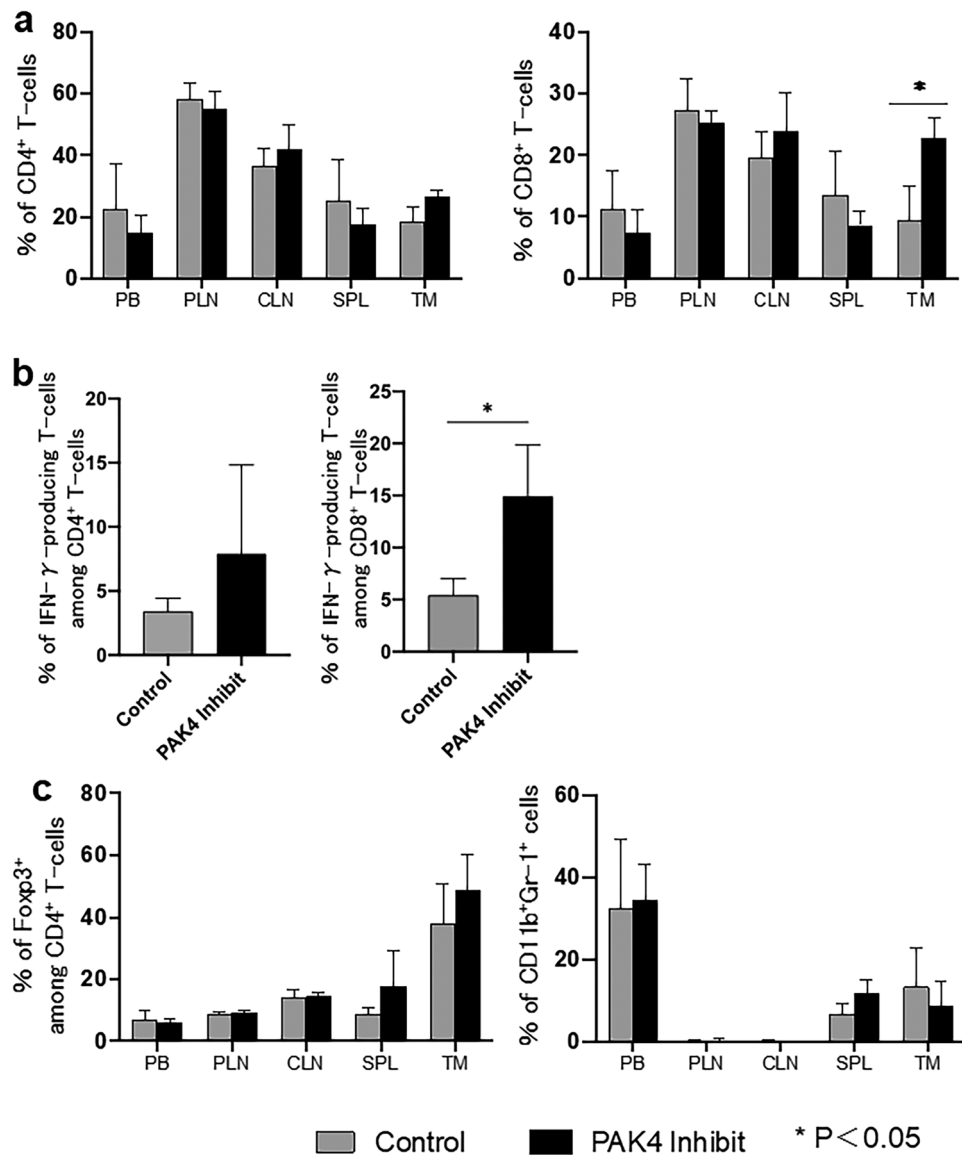 a
% of CD4⁺ T-cells
80
60
40
20
0
PB PLN CLN SPL TM
% of CD8⁺ T-cells
40
30
20
10
0
*
PB PLN CLN SPL TM
b
% of IFN-γ-producing T-cells
among CD4⁺ T-cells
20
15
10
5
0
Control
PAK4 Inhibit
% of IFN-γ-producing T-cells
among CD8⁺ T-cells
25
20
15
10
5
0
*
Control
PAK4 Inhibit
c
% of Foxp3⁺
among CD4⁺ T-cells
80
60
40
20
0
PB PLN CLN SPL TM
% of CD11b⁺Gr-1⁺ cells
60
40
20
0
PB PLN CLN SPL TM
Control PAK4 Inhibit * P<0.05